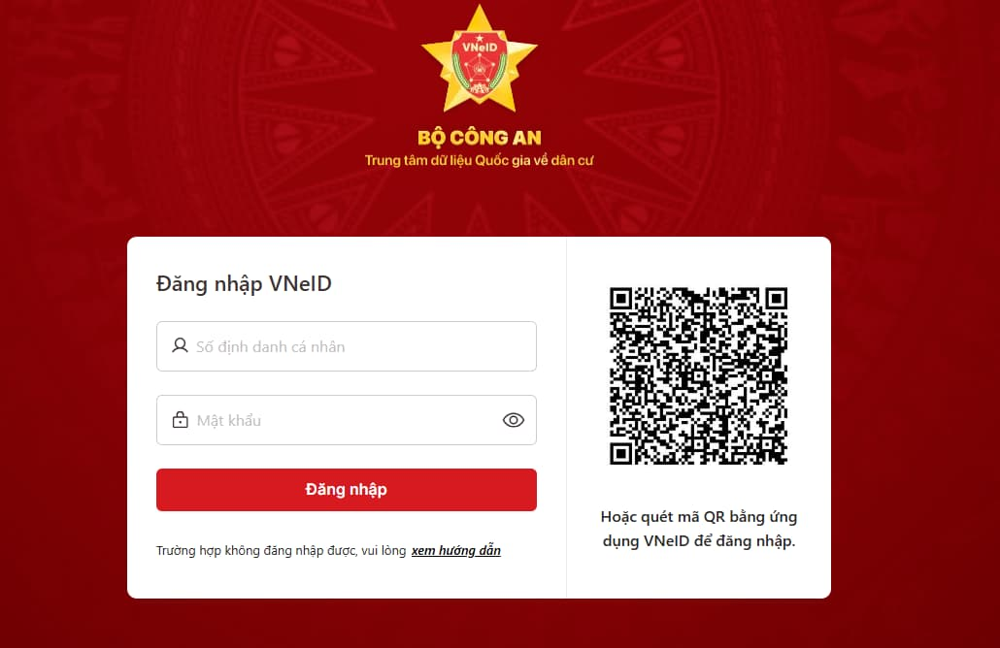 VNeID
BỘ CÔNG AN
Trung tâm dữ liệu Quốc gia về dân cư
Đăng nhập VNeID
Số định danh cá nhân
Mật khẩu
Đăng nhập
Trường hợp không đăng nhập được, vui lòng xem hướng dẫn
Hoặc quét mã QR bằng ứng
dụng VNeID để đăng nhập.